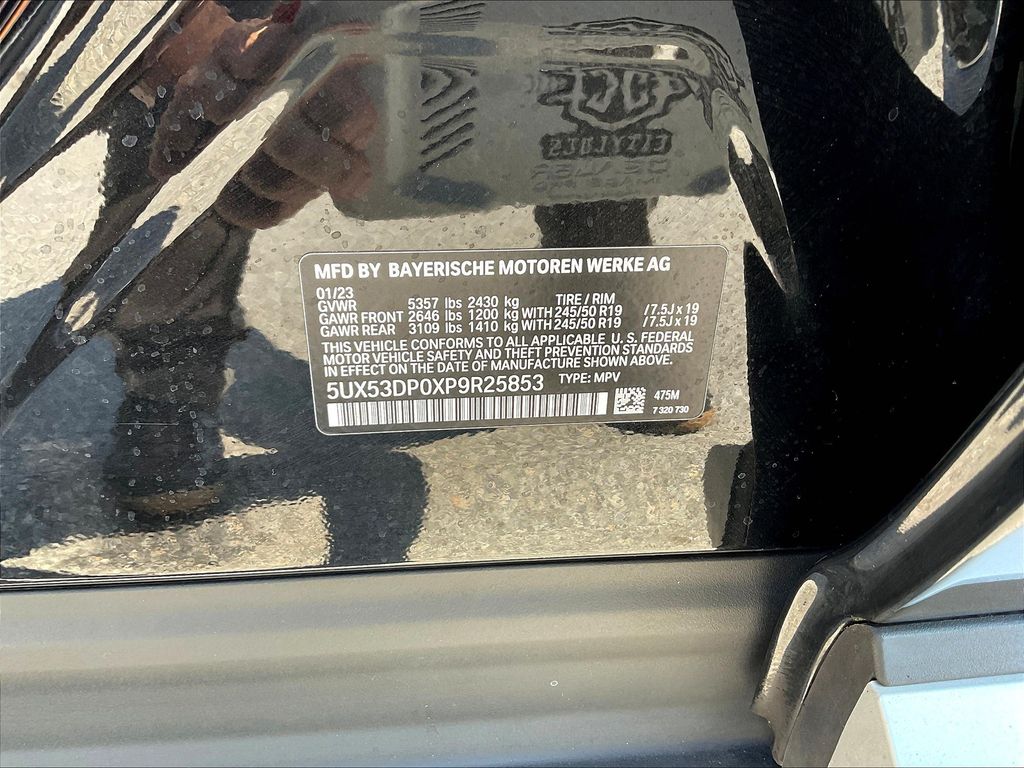 MFD BY BAYERISCHE MOTOREN WERKE AG
01/23 TIRE / RIM
GVWR 5357 lbs 2430 kg
GAWR FRONT 2646 lbs 1200 kg WITH 245/50 R19 / 7.5J x 19
GAWR REAR 3109 lbs 1410 kg WITH 245/50 R19 / 7.5J x 19
THIS VEHICLE CONFORMS TO ALL APPLICABLE U. S. FEDERAL
MOTOR VEHICLE SAFETY AND THEFT PREVENTION STANDARDS
IN EFFECT ON THE DATE OF MANUFACTURE SHOWN ABOVE.
5UX53DP0XP9R25853 TYPE: MPV
475M
7 320 730